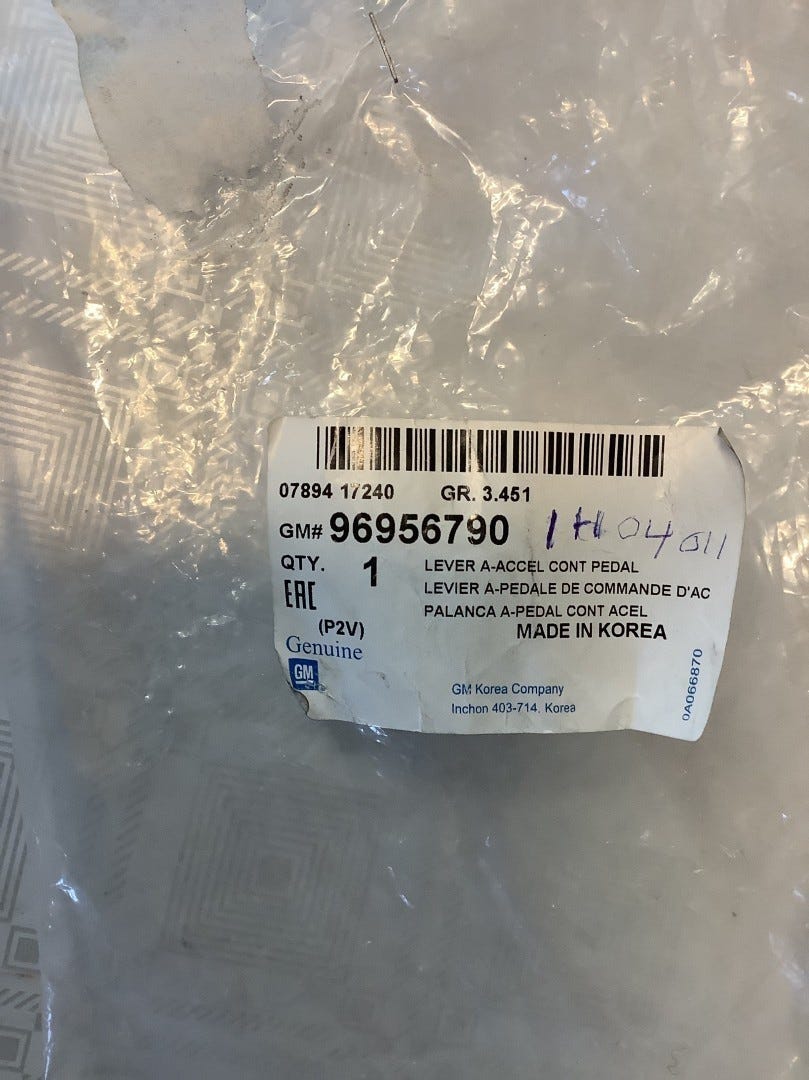 07894 17240 GR. 3.451
GM# 96956790 1H04011
QTY. 1 LEVER A-ACCEL CONT PEDAL
EAC LEVIER A-PEDALE DE COMMANDE D'AC
PALANCA A-PEDAL CONT ACEL
(P2V) MADE IN KOREA
Genuine
GM
GM Korea Company
Inchon 403-714, Korea
0A066870